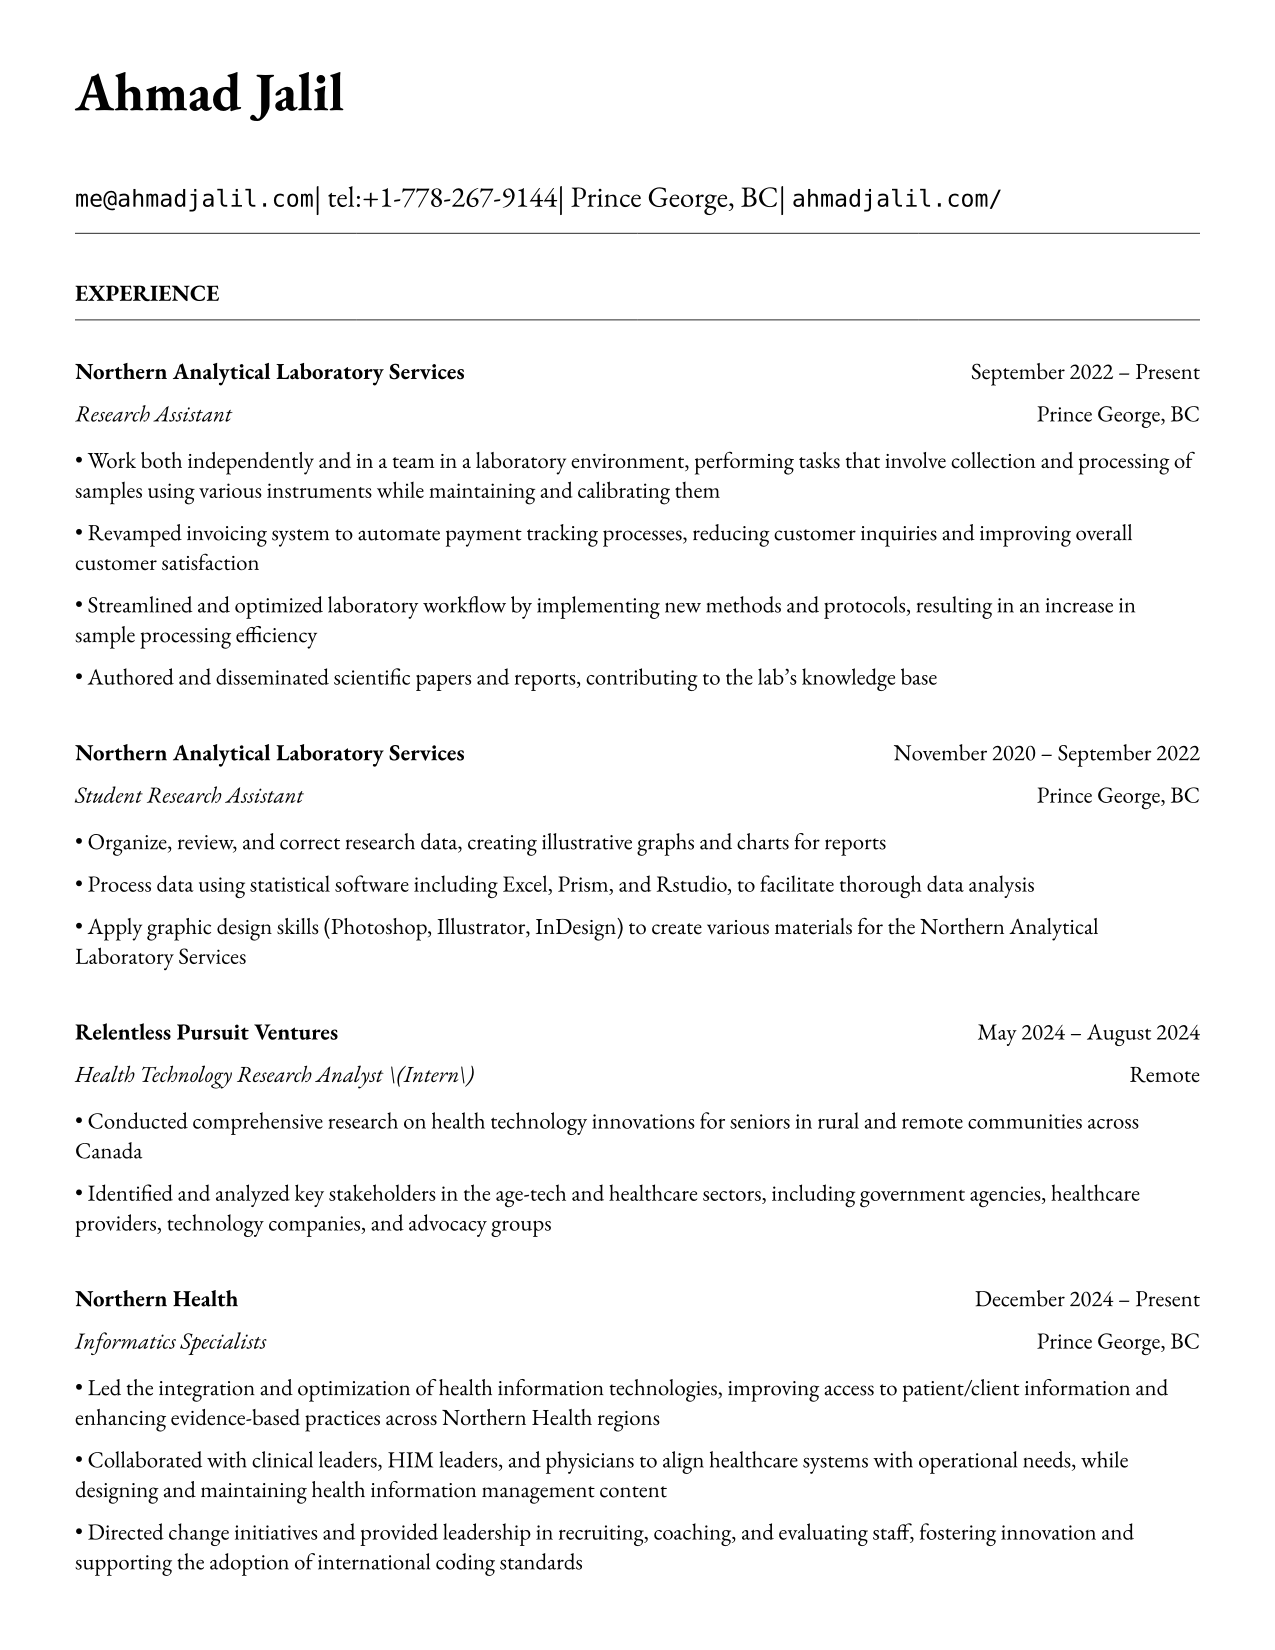 Ahmad Jalil
me@ahmadjalil.com| tel:+1-778-267-9144| Prince George, BC| ahmadjalil.com/
EXPERIENCE
Northern Analytical Laboratory Services September 2022 – Present
Research Assistant Prince George, BC
• Work both independently and in a team in a laboratory environment, performing tasks that involve collection and processing of
samples using various instruments while maintaining and calibrating them
• Revamped invoicing system to automate payment tracking processes, reducing customer inquiries and improving overall
customer satisfaction
• Streamlined and optimized laboratory workflow by implementing new methods and protocols, resulting in an increase in
sample processing efficiency
• Authored and disseminated scientific papers and reports, contributing to the lab’s knowledge base
Northern Analytical Laboratory Services November 2020 – September 2022
Student Research Assistant Prince George, BC
• Organize, review, and correct research data, creating illustrative graphs and charts for reports
• Process data using statistical software including Excel, Prism, and Rstudio, to facilitate thorough data analysis
• Apply graphic design skills (Photoshop, Illustrator, InDesign) to create various materials for the Northern Analytical
Laboratory Services
Relentless Pursuit Ventures May 2024 – August 2024
Health Technology Research Analyst \(Intern\) Remote
• Conducted comprehensive research on health technology innovations for seniors in rural and remote communities across
Canada
• Identified and analyzed key stakeholders in the age-tech and healthcare sectors, including government agencies, healthcare
providers, technology companies, and advocacy groups
Northern Health December 2024 – Present
Informatics Specialists Prince George, BC
• Led the integration and optimization of health information technologies, improving access to patient/client information and
enhancing evidence-based practices across Northern Health regions
• Collaborated with clinical leaders, HIM leaders, and physicians to align healthcare systems with operational needs, while
designing and maintaining health information management content
• Directed change initiatives and provided leadership in recruiting, coaching, and evaluating staff, fostering innovation and
supporting the adoption of international coding standards